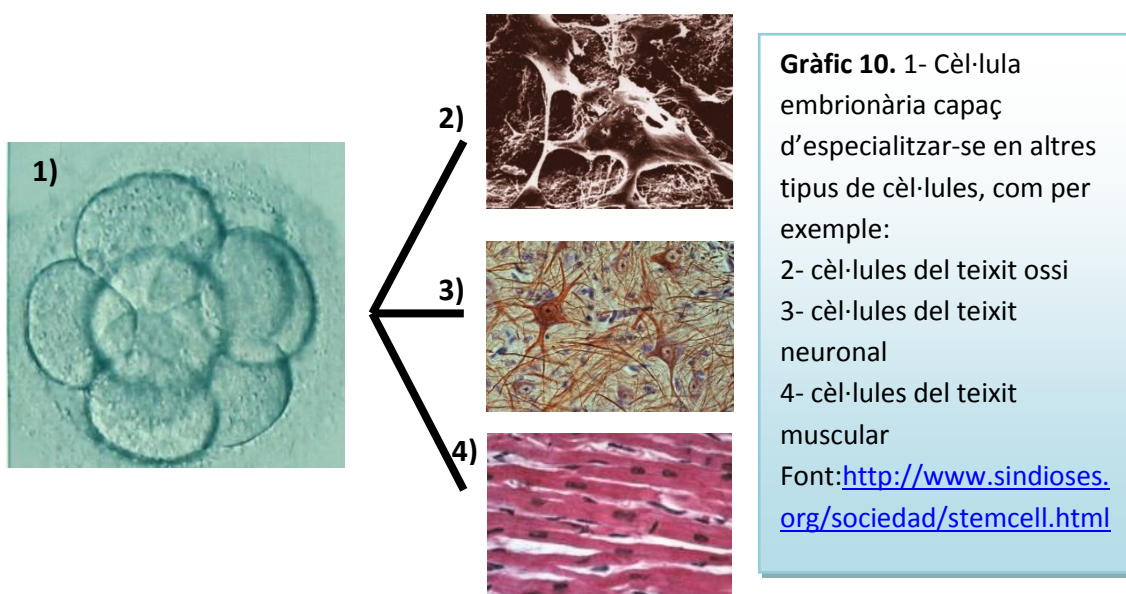 1)
2)
3)
4)
Gràfic 10. 1- Cèl·lula
embrionària capaç
d’especialitzar-se en altres
tipus de cèl·lules, com per
exemple:
2- cèl·lules del teixit ossi
3- cèl·lules del teixit
neuronal
4- cèl·lules del teixit
muscular
Font:http://www.sindioses.
org/sociedad/stemcell.html